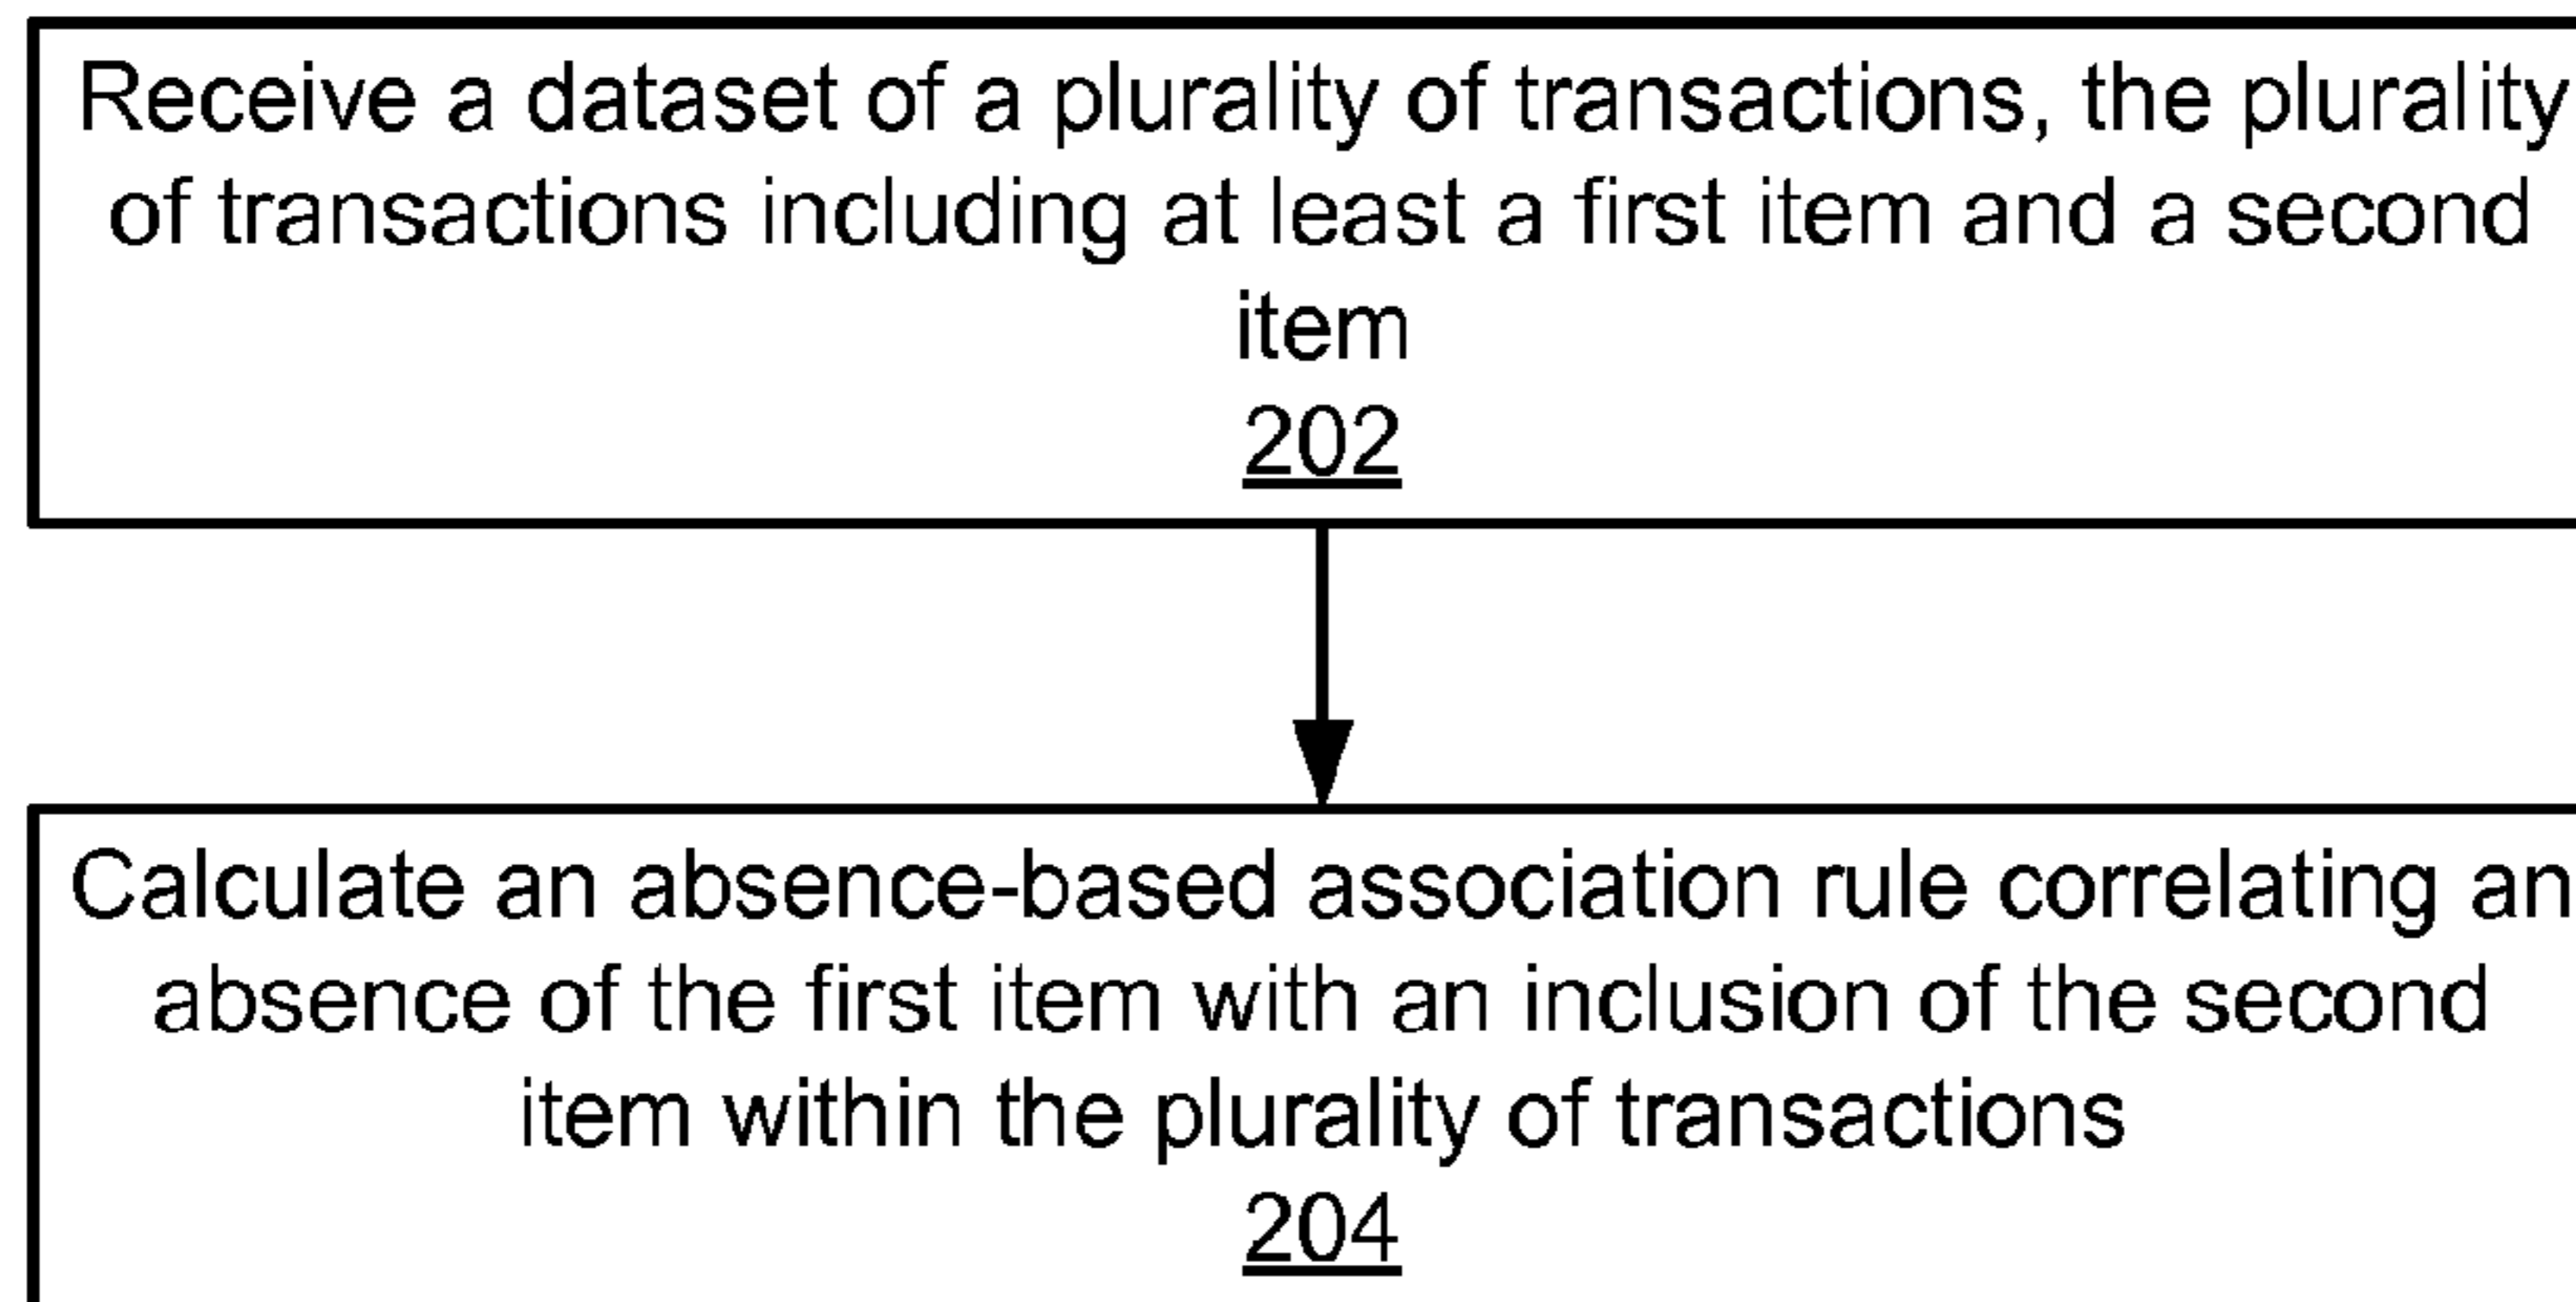 Receive a dataset of a plurality of transactions, the plurality
of transactions including at least a first item and a second
item
202
Calculate an absence-based association rule correlating an
absence of the first item with an inclusion of the second
item within the plurality of transactions
204